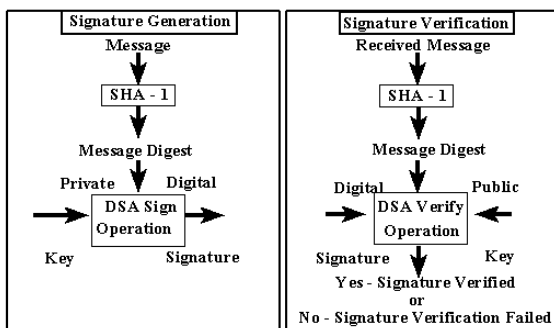 Signature Generation
Message
SHA - 1
Message Digest
Private Digital
DSA Sign
Operation
Key Signature
Signature Verification
Received Message
SHA - 1
Message Digest
Digital Public
DSA Verify
Operation
Signature Key
Yes - Signature Verified
or
No - Signature Verification Failed